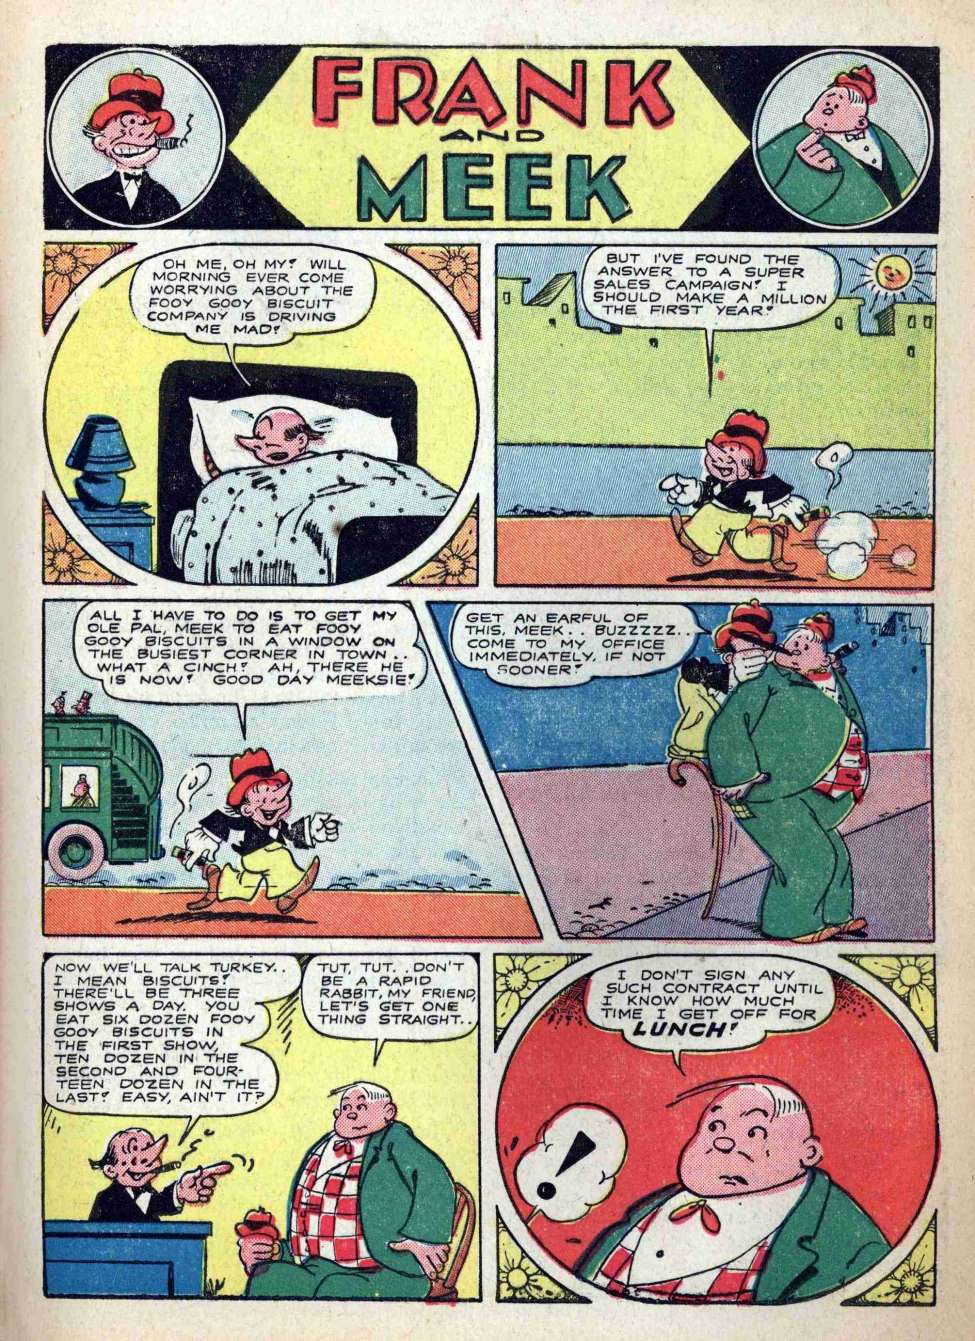 FRANK
AND
MEEK
OH ME, OH MY! WILL
MORNING EVER COME
WORRYING ABOUT THE
FOOY GOOY BISCUIT
COMPANY IS DRIVING
ME MAD!
BUT I'VE FOUND THE
ANSWER TO A SUPER
SALES CAMPAIGN! I
SHOULD MAKE A MILLION
THE FIRST YEAR!
ALL I HAVE TO DO IS TO GET MY
OLE PAL, MEEK TO EAT FOOY
GOOY BISCUITS IN A WINDOW ON
THE BUSIEST CORNER IN TOWN..
WHAT A CINCH! AH, THERE HE
IS NOW! GOOD DAY MEEKSIE!
GET AN EARFUL OF
THIS, MEEK.. BUZZZZZ..
COME TO MY OFFICE
IMMEDIATELY, IF NOT
SOONER!
NOW WE'LL TALK TURKEY..
I MEAN BISCUITS!
THERE'LL BE THREE
SHOWS A DAY. YOU
EAT SIX DOZEN FOOY
GOOY BISCUITS IN
THE FIRST SHOW,
TEN DOZEN IN THE
SECOND AND FOUR-
TEEN DOZEN IN THE
LAST! EASY, AIN'T IT?
TUT, TUT.. DON'T
BE A RAPID
RABBIT, MY FRIEND,
LET'S GET ONE
THING STRAIGHT..
I DON'T SIGN ANY
SUCH CONTRACT UNTIL
I KNOW HOW MUCH
TIME I GET OFF FOR
LUNCH!
!